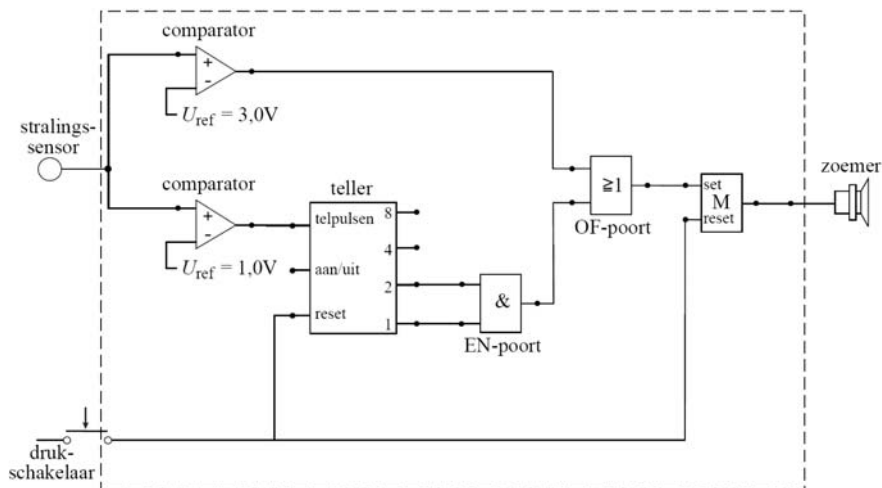 comparator
+
-
U_ref = 3,0V
stralings-
sensor
comparator
+
-
U_ref = 1,0V
teller
telpulsen
8
4
aan/uit
2
reset
1
&
EN-poort
≧1
OF-poort
set
M
reset
zoemer
druk-
schakelaar